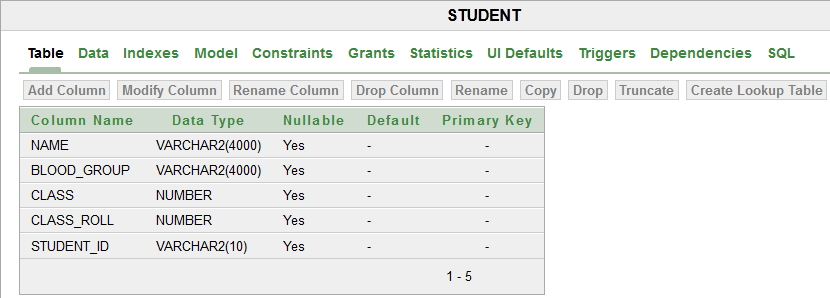 STUDENT
Table Data Indexes Model Constraints Grants Statistics UI Defaults Triggers Dependencies SQL
Add Column Modify Column Rename Column Drop Column Rename Copy Drop Truncate Create Lookup Table
Column Name Data Type Nullable Default Primary Key
NAME VARCHAR2(4000) Yes - -
BLOOD_GROUP VARCHAR2(4000) Yes - -
CLASS NUMBER Yes - -
CLASS_ROLL NUMBER Yes - -
STUDENT_ID VARCHAR2(10) Yes - -
1 - 5